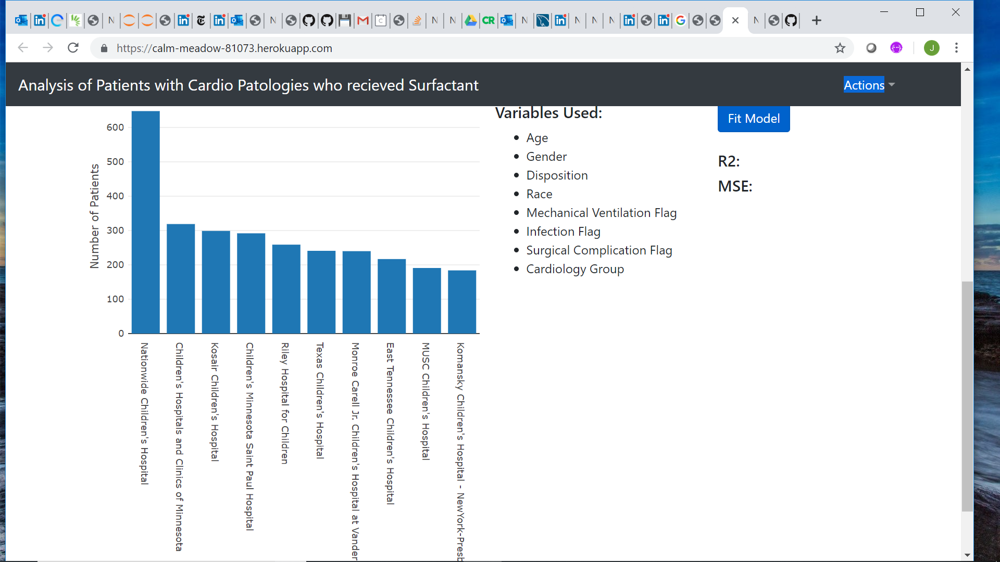 https://calm-meadow-81073.herokuapp.com
J
Analysis of Patients with Cardio Patologies who recieved Surfactant
Actions
Number of Patients
600
500
400
300
200
100
0
Nationwide Children's Hospital
Children's Hospitals and Clinics of Minnesota
Kosair Children's Hospital
Children's Minnesota Saint Paul Hospital
Riley Hospital for Children
Texas Children's Hospital
Monroe Carell Jr. Children's Hospital at Vander
East Tennessee Children's Hospital
MUSC Children's Hospital
Komansky Children's Hospital - NewYork-Presb
Variables Used:
Age
Gender
Disposition
Race
Mechanical Ventilation Flag
Infection Flag
Surgical Complication Flag
Cardiology Group
Fit Model
R2:
MSE: